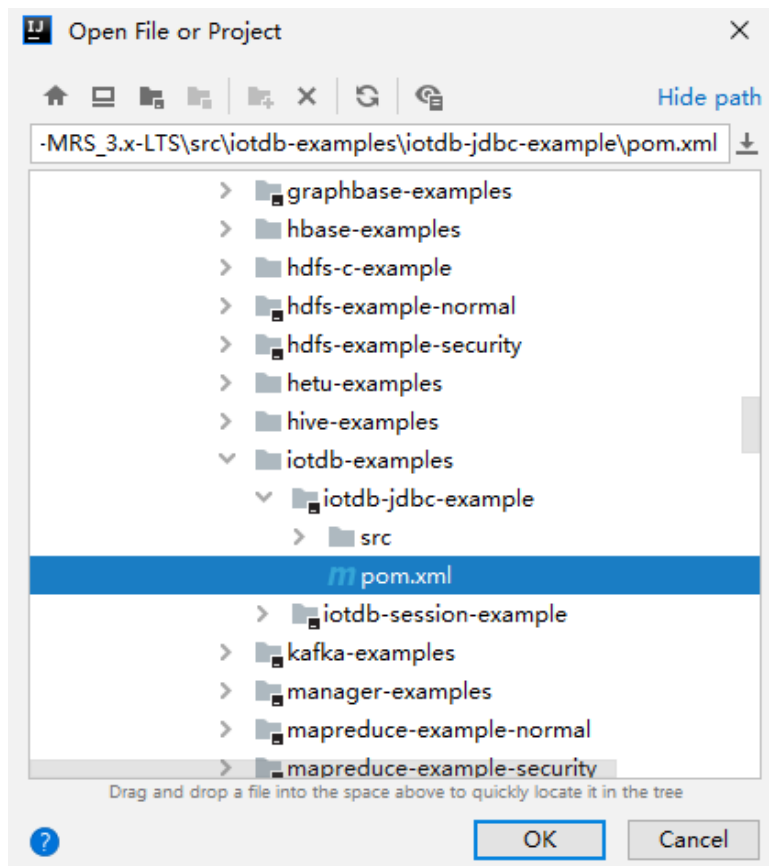 Open File or Project
Hide path
-MRS_3.x-LTS\src\iotdb-examples\iotdb-jdbc-example\pom.xml
graphbase-examples
hbase-examples
hdfs-c-example
hdfs-example-normal
hdfs-example-security
hetu-examples
hive-examples
iotdb-examples
iotdb-jdbc-example
src
m pom.xml
iotdb-session-example
kafka-examples
manager-examples
mapreduce-example-normal
mapreduce-example-security
Drag and drop a file into the space above to quickly locate it in the tree
? OK Cancel